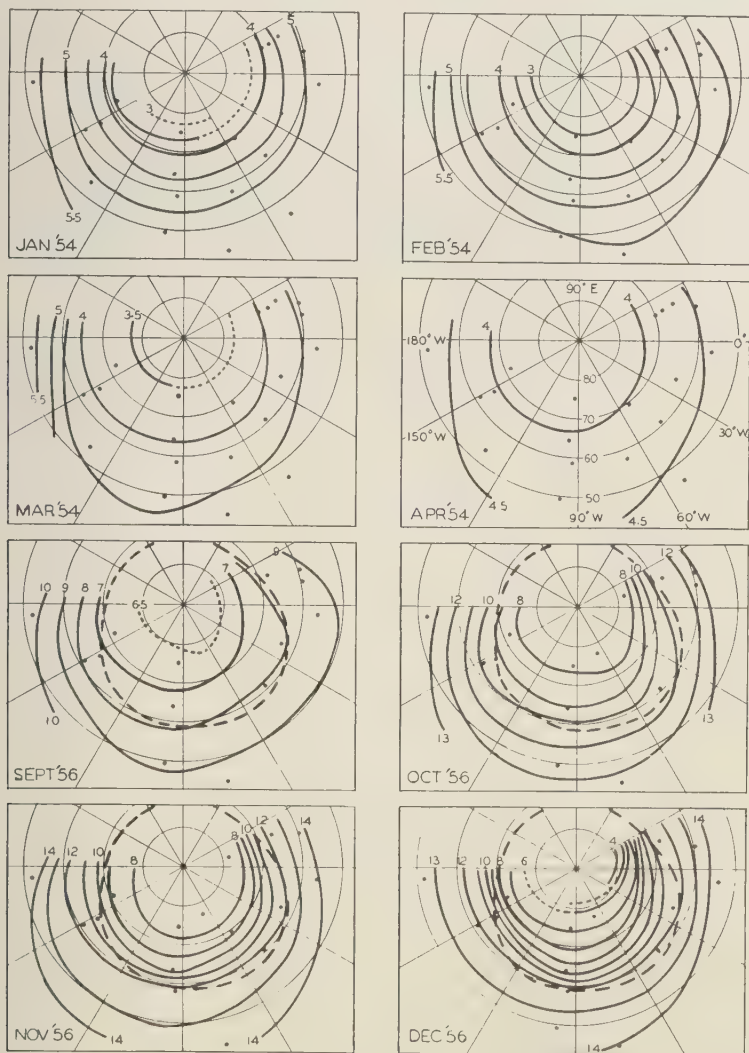 5 4 4 5
3
5.5
JAN '54
5 4 3
5.5
FEB '54
5 4 3.5
5.5
MAR '54
90° E
4 4
180° W 0°
80°
70
150° W 30° W
60
50
4.5 90° W 4.5 60° W
APR '54
10 9 8 7 7 9
6.5
10
SEPT '56
12 10 8 8 10 12
13 13
OCT '56
14 12 10 8 8 10 12 14
14 14
NOV '56
13 12 10 8 6 4 14
14
DEC '56